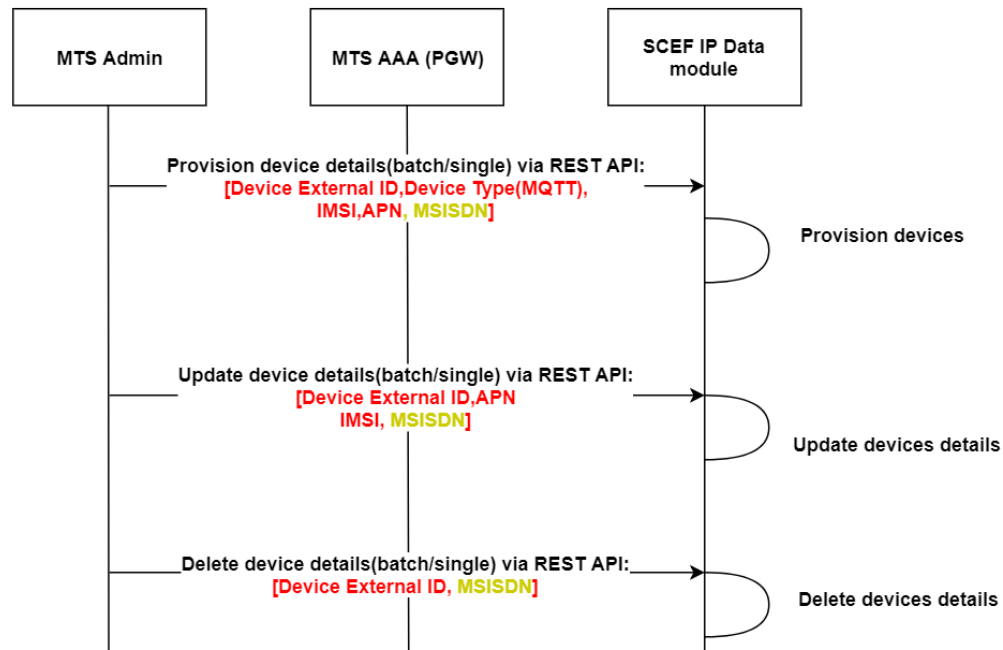 MTS Admin
MTS AAA (PGW)
SCEF IP Data
module
Provision device details(batch/single) via REST API:
[Device External ID,Device Type(MQTT),
IMSI,APN, MSISDN]
Provision devices
Update device details(batch/single) via REST API:
[Device External ID,APN
IMSI, MSISDN]
Update devices details
Delete device details(batch/single) via REST API:
[Device External ID, MSISDN]
Delete devices details